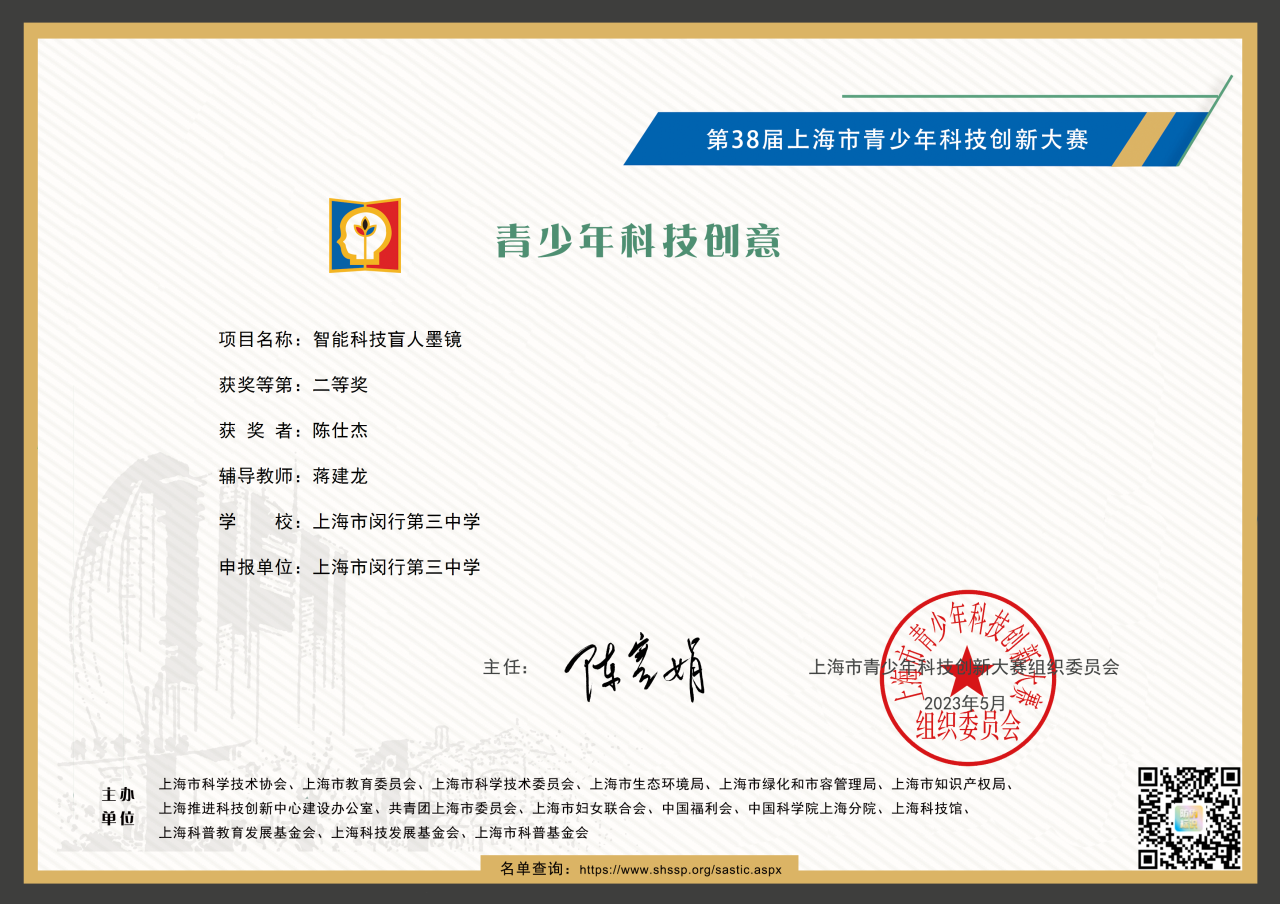 第38届上海市青少年科技创新大赛
青少年科技创意
项目名称：智能科技盲人墨镜
获奖等第：二等奖
获 奖 者：陈仕杰
辅导教师：蒋建龙
学　　校：上海市闵行第三中学
申报单位：上海市闵行第三中学
主任：
上海市青少年科技创新大赛组织委员会
2023年5月
上海市青少年科技创新大赛
组织委员会
主办
单位
上海市科学技术协会、上海市教育委员会、上海市科学技术委员会、上海市生态环境局、上海市绿化和市容管理局、上海市知识产权局、
上海推进科技创新中心建设办公室、共青团上海市委员会、上海市妇女联合会、中国福利会、中国科学院上海分院、上海科技馆、
上海科普教育发展基金会、上海科技发展基金会、上海市科普基金会
名单查询：https://www.shssp.org/sastic.aspx